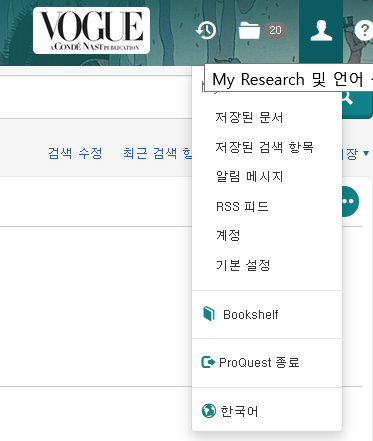 VOGUE
A CONDÉ NAST PUBLICATION
20
My Research 및 언어
저장된 문서
저장된 검색 항목
검색 수정
최근 검색
알림 메시지
RSS 피드
계정
기본 설정
Bookshelf
ProQuest 종료
한국어